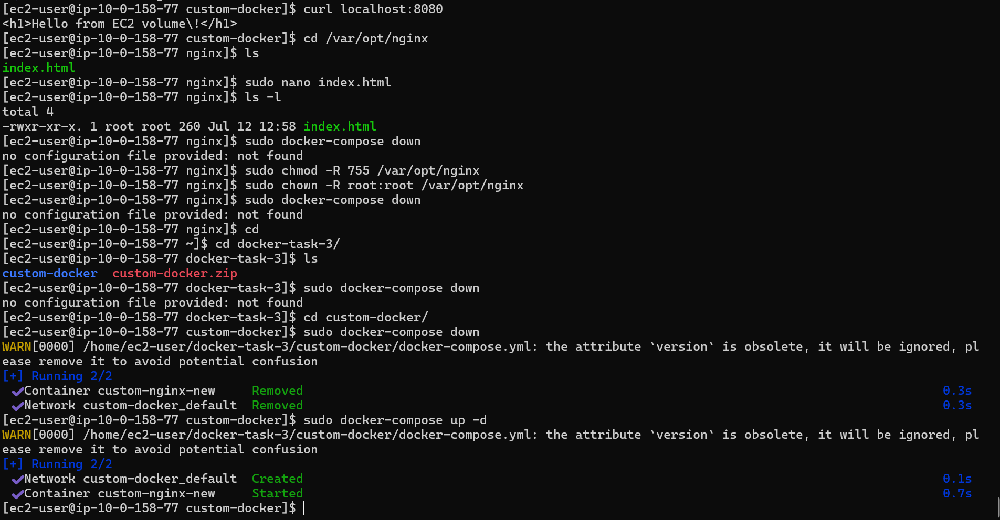 [ec2-user@ip-10-0-158-77 custom-docker]$ curl localhost:8080
<h1>Hello from EC2 volume\!</h1>
[ec2-user@ip-10-0-158-77 custom-docker]$ cd /var/opt/nginx
[ec2-user@ip-10-0-158-77 nginx]$ ls
index.html
[ec2-user@ip-10-0-158-77 nginx]$ sudo nano index.html
[ec2-user@ip-10-0-158-77 nginx]$ ls -l
total 4
-rwxr-xr-x. 1 root root 260 Jul 12 12:58 index.html
[ec2-user@ip-10-0-158-77 nginx]$ sudo docker-compose down
no configuration file provided: not found
[ec2-user@ip-10-0-158-77 nginx]$ sudo chmod -R 755 /var/opt/nginx
[ec2-user@ip-10-0-158-77 nginx]$ sudo chown -R root:root /var/opt/nginx
[ec2-user@ip-10-0-158-77 nginx]$ sudo docker-compose down
no configuration file provided: not found
[ec2-user@ip-10-0-158-77 nginx]$ cd
[ec2-user@ip-10-0-158-77 ~]$ cd docker-task-3/
[ec2-user@ip-10-0-158-77 docker-task-3]$ ls
custom-docker  custom-docker.zip
[ec2-user@ip-10-0-158-77 docker-task-3]$ sudo docker-compose down
no configuration file provided: not found
[ec2-user@ip-10-0-158-77 docker-task-3]$ cd custom-docker/
[ec2-user@ip-10-0-158-77 custom-docker]$ sudo docker-compose down
WARN[0000] /home/ec2-user/docker-task-3/custom-docker/docker-compose.yml: the attribute `version` is obsolete, it will be ignored, pl
ease remove it to avoid potential confusion
[+] Running 2/2
✔Container custom-nginx-new     Removed 0.3s
✔Network custom-docker_default  Removed 0.3s
[ec2-user@ip-10-0-158-77 custom-docker]$ sudo docker-compose up -d
WARN[0000] /home/ec2-user/docker-task-3/custom-docker/docker-compose.yml: the attribute `version` is obsolete, it will be ignored, pl
ease remove it to avoid potential confusion
[+] Running 2/2
✔Network custom-docker_default  Created 0.1s
✔Container custom-nginx-new     Started 0.7s
[ec2-user@ip-10-0-158-77 custom-docker]$